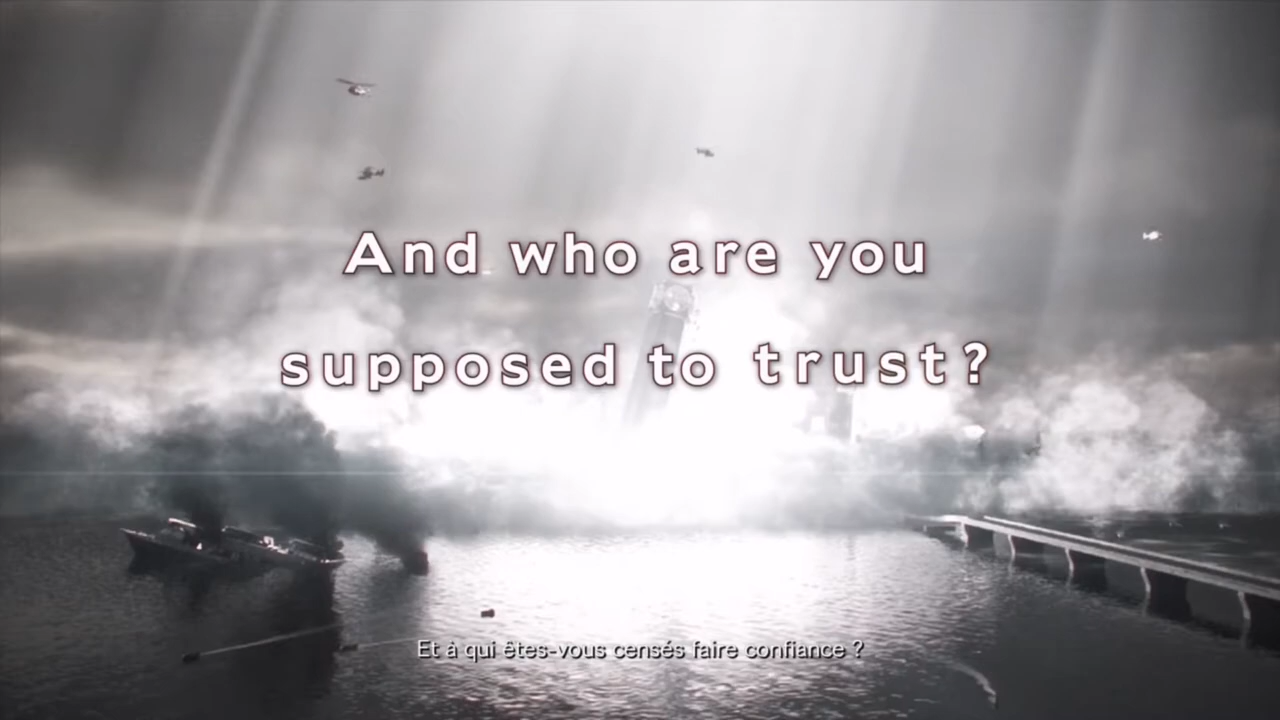 And who are you
supposed to trust?
Et à qui êtes-vous censés faire confiance ?